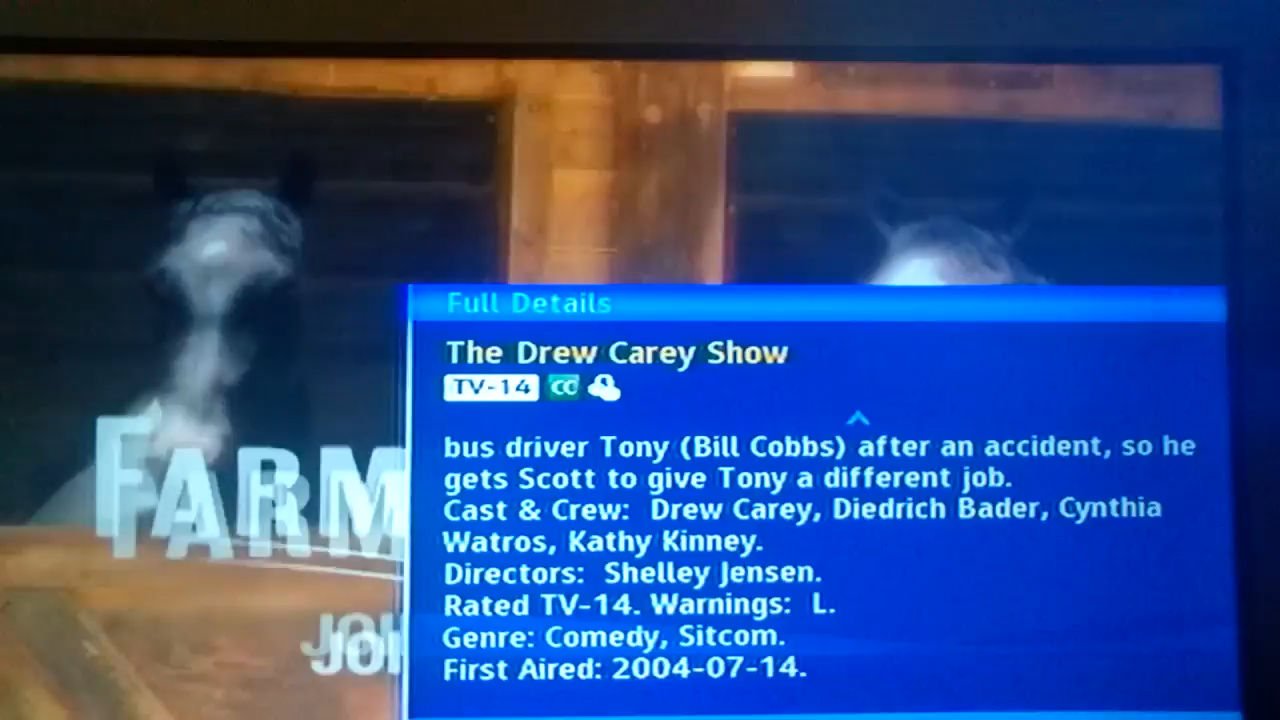 Full Details
The Drew Carey Show
TV-14 CC
bus driver Tony (Bill Cobbs) after an accident, so he
gets Scott to give Tony a different job.
Cast & Crew: Drew Carey, Diedrich Bader, Cynthia
Watros, Kathy Kinney.
Directors: Shelley Jensen.
Rated TV-14. Warnings: L.
Genre: Comedy, Sitcom.
First Aired: 2004-07-14.
FARM
JOI